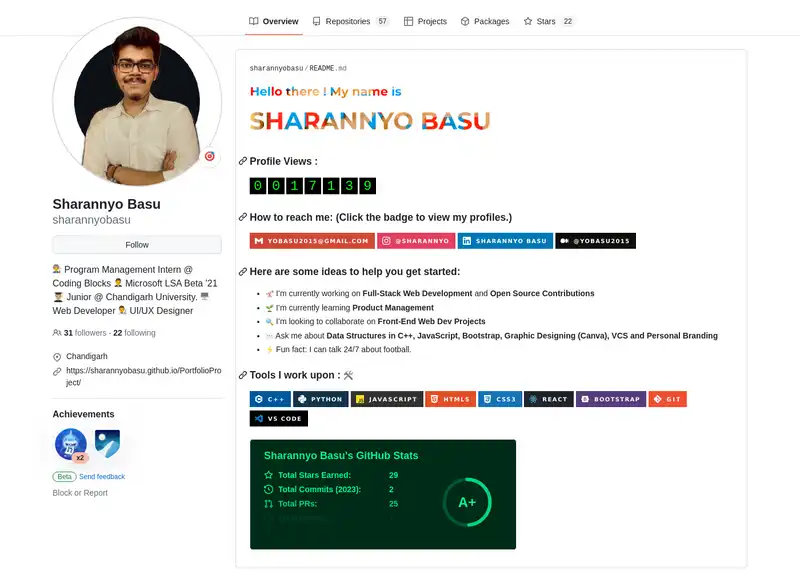 Overview
Repositories 57
Projects
Packages
Stars 22
Sharannyo Basu
sharannyobasu
Follow
Program Management Intern @
Coding Blocks Microsoft LSA Beta '21
Junior @ Chandigarh University.
Web Developer UI/UX Designer
31 followers · 22 following
Chandigarh
https://sharannyobasu.github.io/PortfolioPro
ject/
Achievements
x2
Beta Send feedback
Block or Report
sharannyobasu/README.md
Hello there ! My name is
SHARANNYO BASU
Profile Views :
0017139
How to reach me: (Click the badge to view my profiles.)
YOBASU2015@GMAIL.COM @SHARANNYO SHARANNYO BASU @YOBASU2015
Here are some ideas to help you get started:
I'm currently working on Full-Stack Web Development and Open Source Contributions
I'm currently learning Product Management
I'm looking to collaborate on Front-End Web Dev Projects
Ask me about Data Structures in C++, JavaScript, Bootstrap, Graphic Designing (Canva), VCS and Personal Branding
Fun fact: I can talk 24/7 about football.
Tools I work upon :
C++ PYTHON JAVASCRIPT HTML5 CSS3 REACT BOOTSTRAP GIT
VS CODE
Sharannyo Basu's GitHub Stats
Total Stars Earned: 29
Total Commits (2023): 2
Total PRs: 25
A+